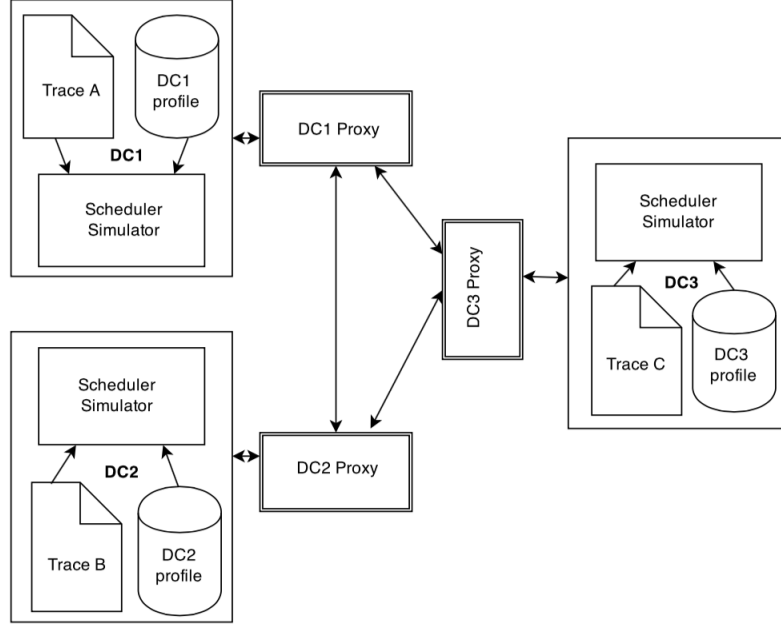 Trace A
DC1
profile
DC1
Scheduler
Simulator
DC1 Proxy
DC3 Proxy
Scheduler
Simulator
DC3
Trace C
DC3
profile
Scheduler
Simulator
DC2
Trace B
DC2
profile
DC2 Proxy